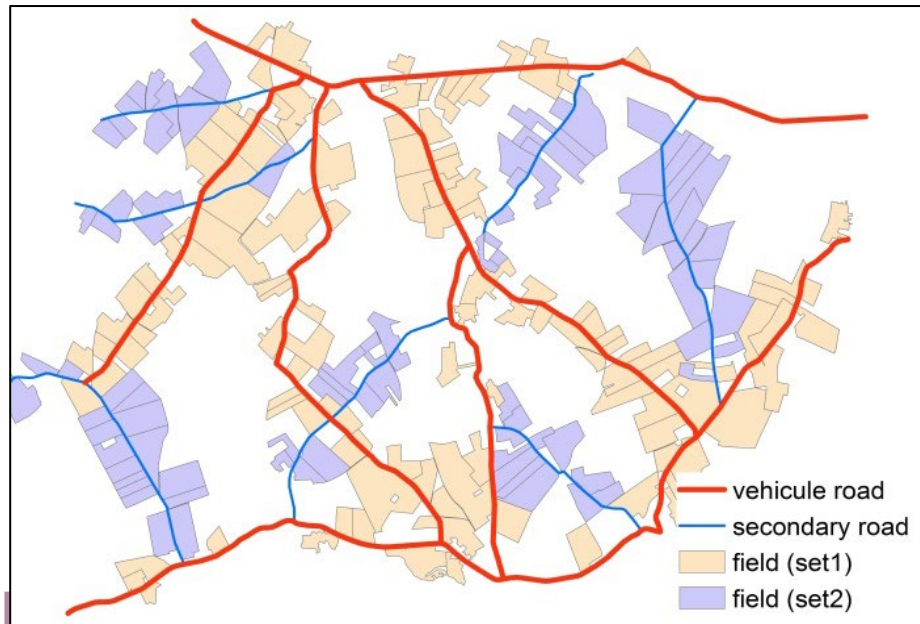 vehicule road
secondary road
field (set1)
field (set2)